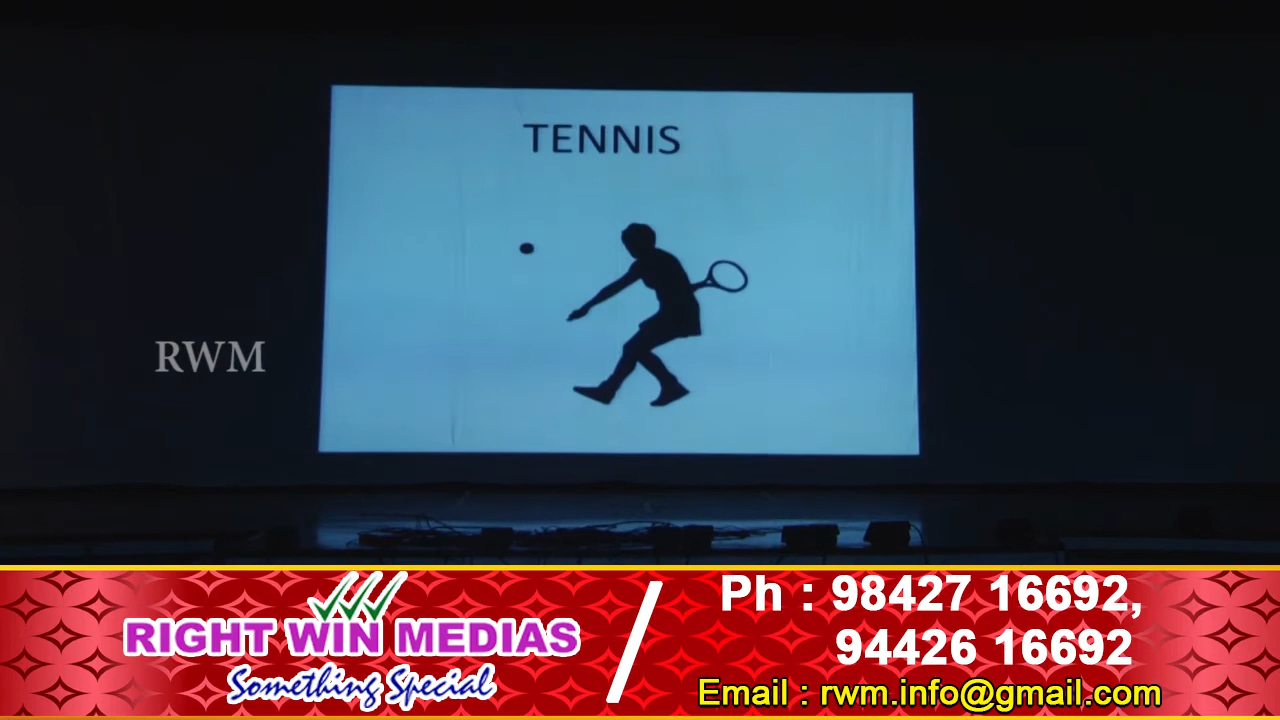 TENNIS
RWM
RIGHT WIN MEDIAS
Something Special
Ph : 98427 16692,
94426 16692
Email : rwm.info@gmail.com